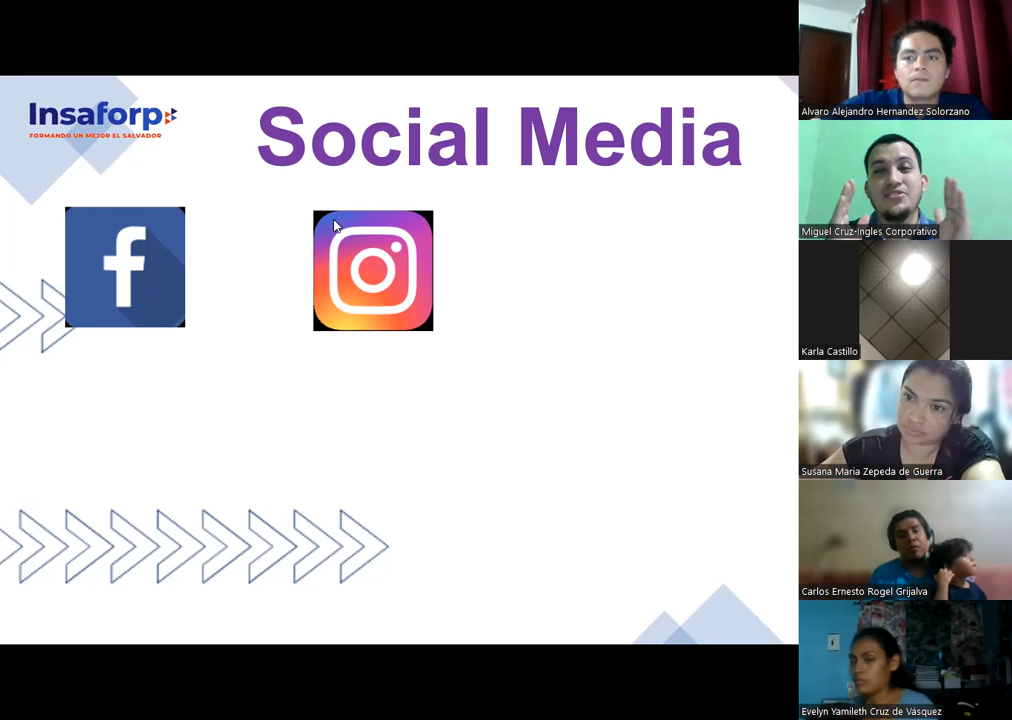 Insaforp
FORMANDO UN MEJOR EL SALVADOR
Social Media
f
Alvaro Alejandro Hernandez Solorzano
Miguel Cruz-Ingles Corporativo
Karla Castillo
Susana Maria Zepeda de Guerra
Carlos Ernesto Rogel Grijalva
Evelyn Yamileth Cruz de Vásquez